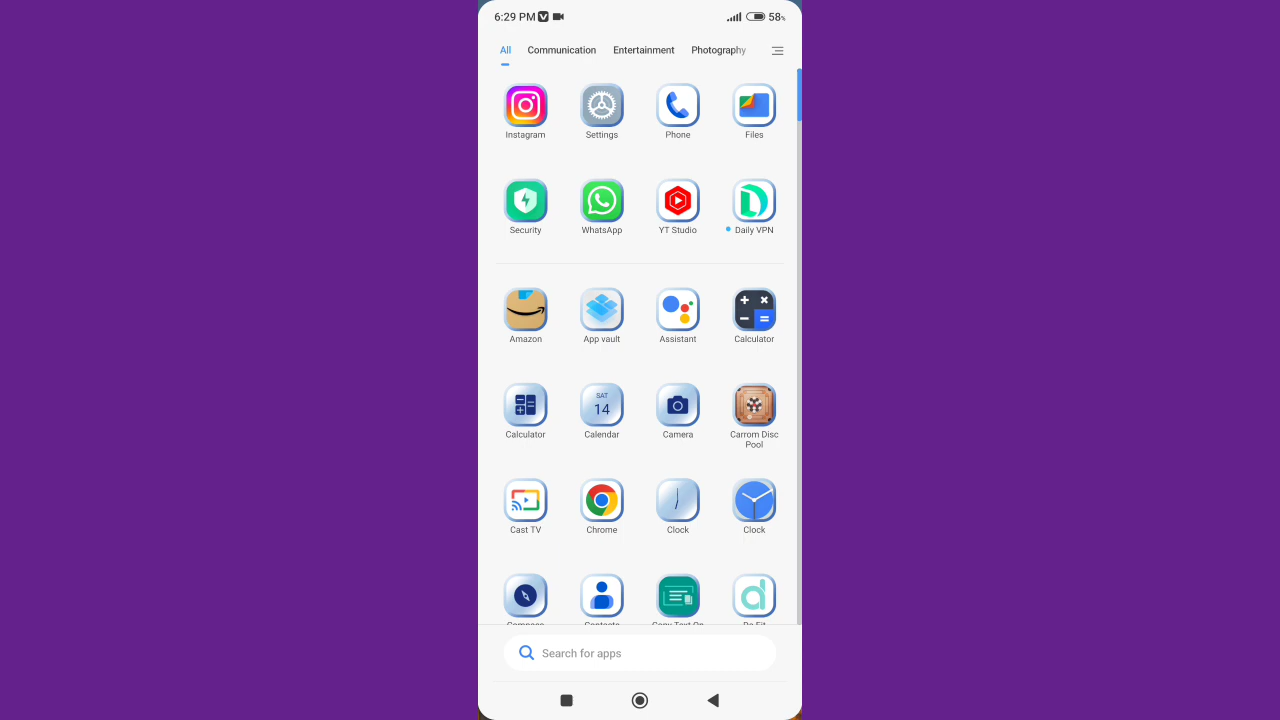 6:29 PM
58%
All Communication Entertainment Photography
Instagram Settings Phone Files
Security WhatsApp YT Studio Daily VPN
Amazon App vault Assistant Calculator
SAT
14
Calculator Calendar Camera Carrom Disc
Pool
Cast TV Chrome Clock Clock
Search for apps